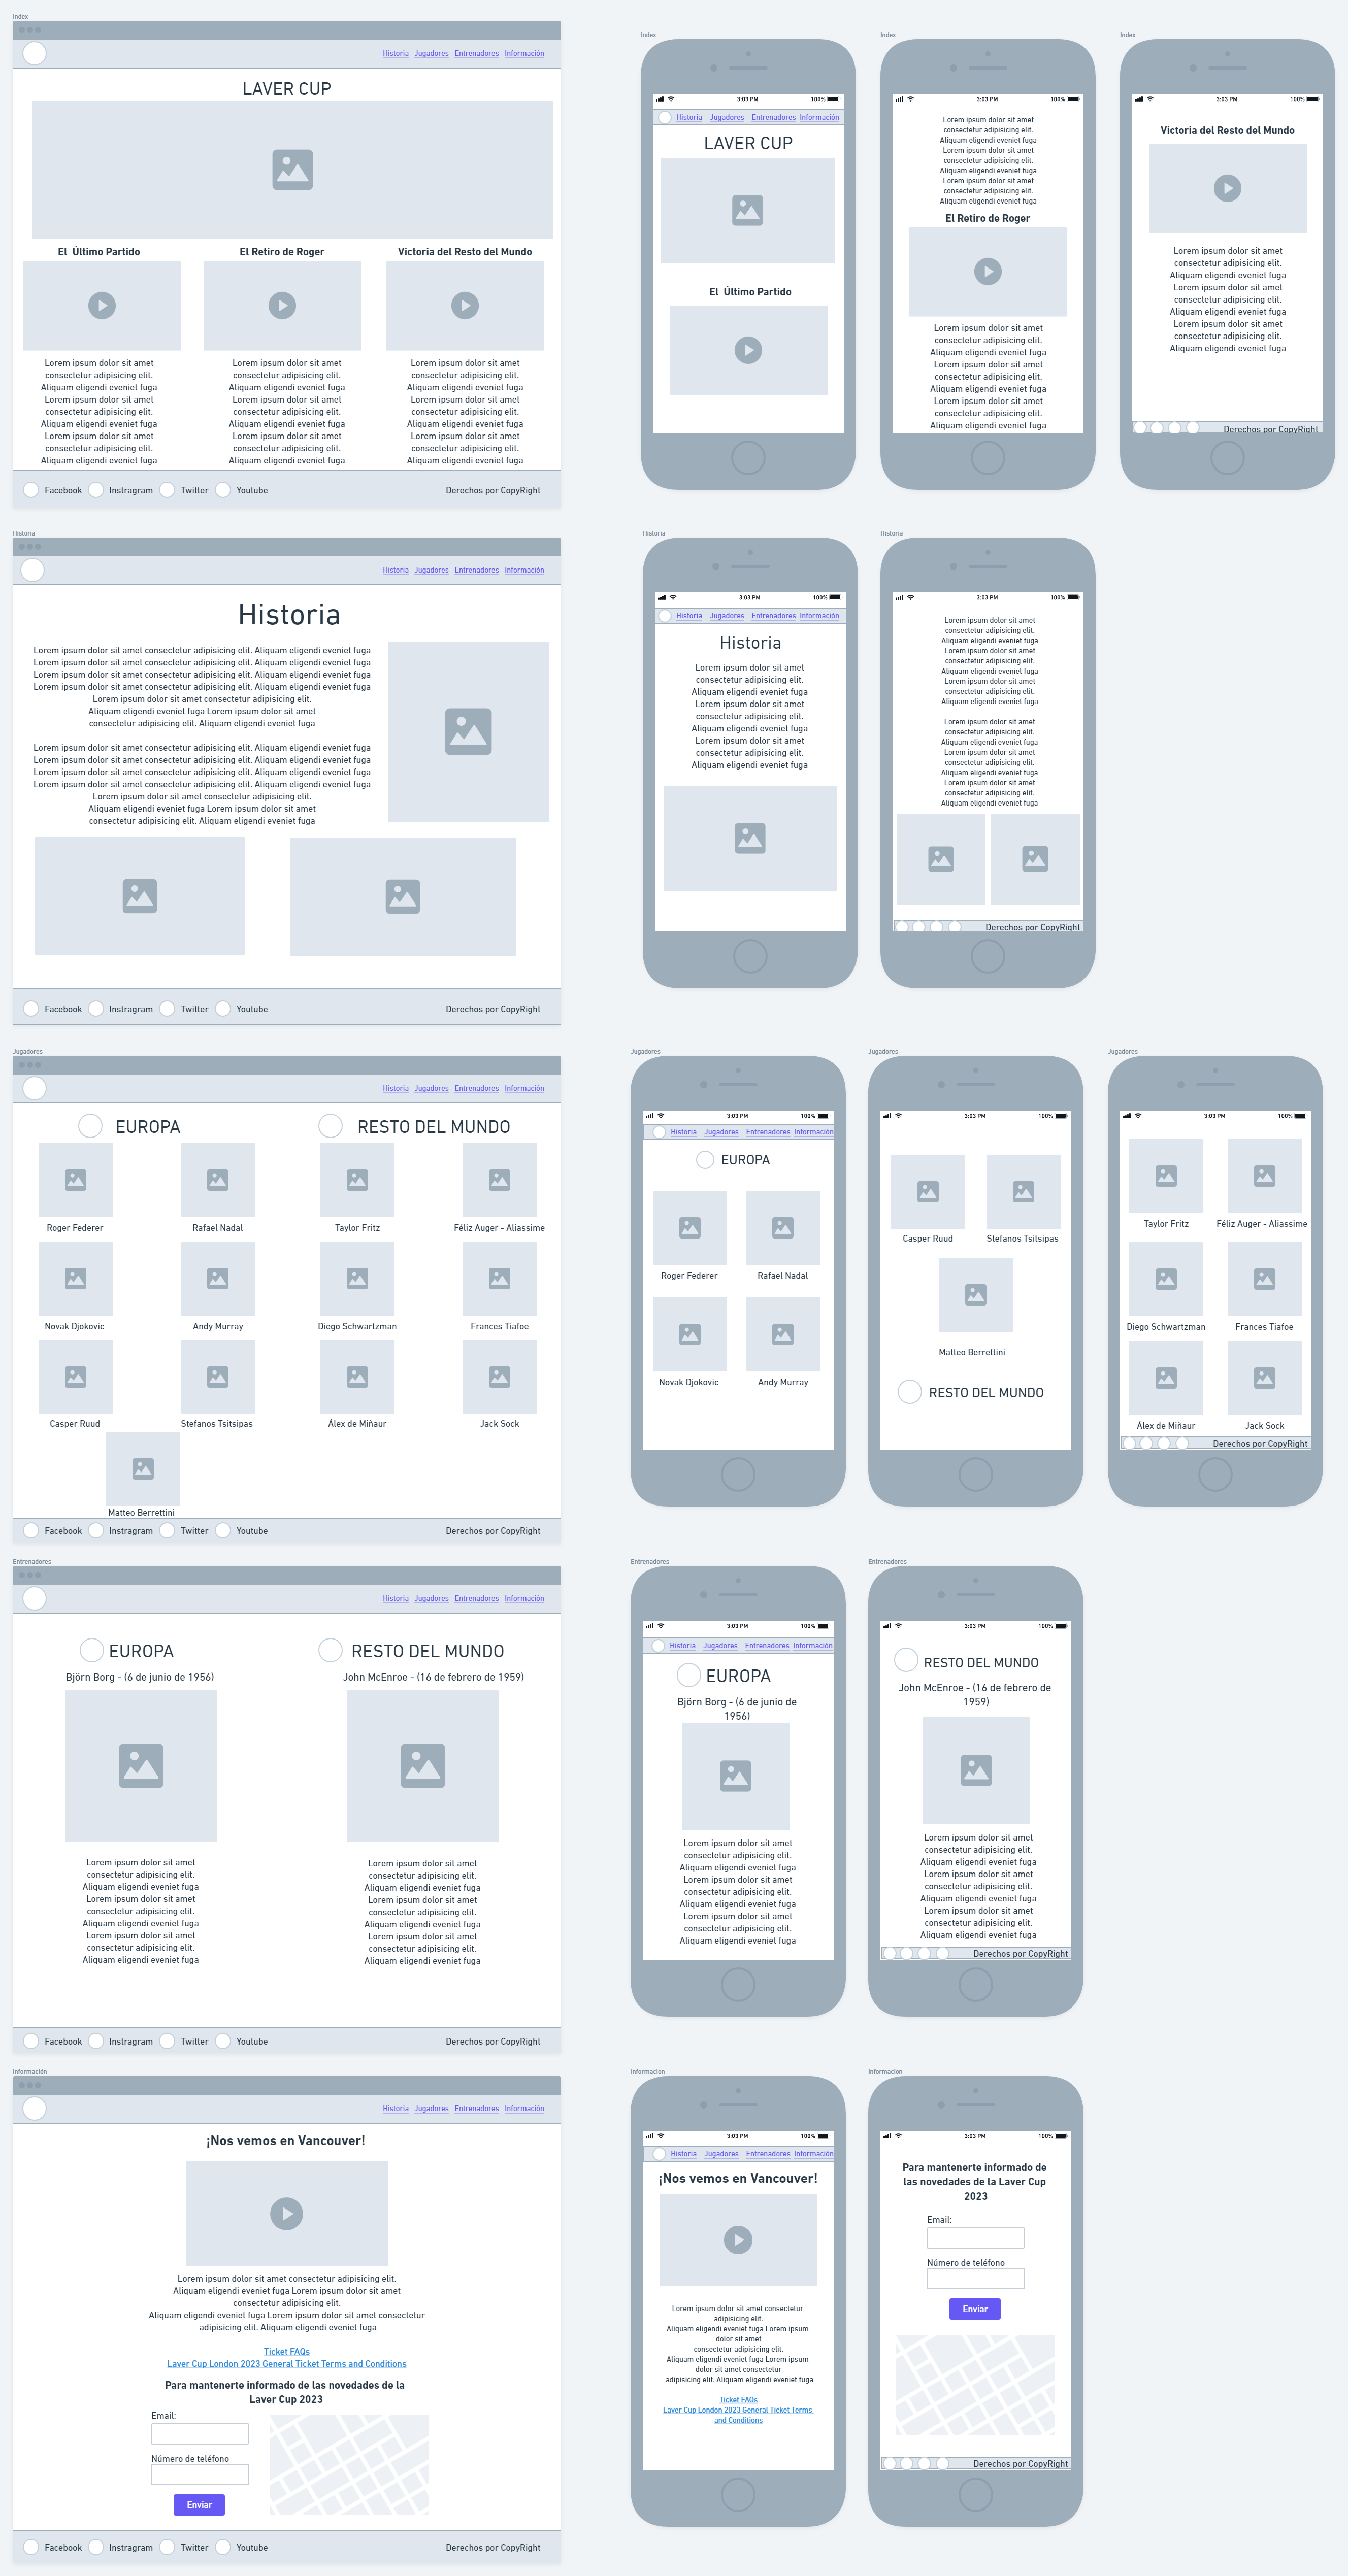 Index
Historia Jugadores Entrenadores Información
LAVER CUP
El Último Partido
El Retiro de Roger
Victoria del Resto del Mundo
Lorem ipsum dolor sit amet
consectetur adipisicing elit.
Aliquam eligendi eveniet fuga
Lorem ipsum dolor sit amet
consectetur adipisicing elit.
Aliquam eligendi eveniet fuga
Lorem ipsum dolor sit amet
consectetur adipisicing elit.
Aliquam eligendi eveniet fuga
Lorem ipsum dolor sit amet
consectetur adipisicing elit.
Aliquam eligendi eveniet fuga
Lorem ipsum dolor sit amet
consectetur adipisicing elit.
Aliquam eligendi eveniet fuga
Lorem ipsum dolor sit amet
consectetur adipisicing elit.
Aliquam eligendi eveniet fuga
Lorem ipsum dolor sit amet
consectetur adipisicing elit.
Aliquam eligendi eveniet fuga
Lorem ipsum dolor sit amet
consectetur adipisicing elit.
Aliquam eligendi eveniet fuga
Lorem ipsum dolor sit amet
consectetur adipisicing elit.
Aliquam eligendi eveniet fuga
Facebook Instragram Twitter Youtube Derechos por CopyRight
Index
3:03 PM 100%
Historia Jugadores Entrenadores Información
LAVER CUP
El Último Partido
Index
3:03 PM 100%
Lorem ipsum dolor sit amet
consectetur adipisicing elit.
Aliquam eligendi eveniet fuga
Lorem ipsum dolor sit amet
consectetur adipisicing elit.
Aliquam eligendi eveniet fuga
Lorem ipsum dolor sit amet
consectetur adipisicing elit.
Aliquam eligendi eveniet fuga
El Retiro de Roger
Lorem ipsum dolor sit amet
consectetur adipisicing elit.
Aliquam eligendi eveniet fuga
Lorem ipsum dolor sit amet
consectetur adipisicing elit.
Aliquam eligendi eveniet fuga
Lorem ipsum dolor sit amet
consectetur adipisicing elit.
Aliquam eligendi eveniet fuga
Index
3:03 PM 100%
Victoria del Resto del Mundo
Lorem ipsum dolor sit amet
consectetur adipisicing elit.
Aliquam eligendi eveniet fuga
Lorem ipsum dolor sit amet
consectetur adipisicing elit.
Aliquam eligendi eveniet fuga
Lorem ipsum dolor sit amet
consectetur adipisicing elit.
Aliquam eligendi eveniet fuga
Derechos por CopyRight
Historia
Historia Jugadores Entrenadores Información
Historia
Lorem ipsum dolor sit amet consectetur adipisicing elit. Aliquam eligendi eveniet fuga
Lorem ipsum dolor sit amet consectetur adipisicing elit. Aliquam eligendi eveniet fuga
Lorem ipsum dolor sit amet consectetur adipisicing elit. Aliquam eligendi eveniet fuga
Lorem ipsum dolor sit amet consectetur adipisicing elit. Aliquam eligendi eveniet fuga
Lorem ipsum dolor sit amet consectetur adipisicing elit.
Aliquam eligendi eveniet fuga Lorem ipsum dolor sit amet
consectetur adipisicing elit. Aliquam eligendi eveniet fuga
Lorem ipsum dolor sit amet consectetur adipisicing elit. Aliquam eligendi eveniet fuga
Lorem ipsum dolor sit amet consectetur adipisicing elit. Aliquam eligendi eveniet fuga
Lorem ipsum dolor sit amet consectetur adipisicing elit. Aliquam eligendi eveniet fuga
Lorem ipsum dolor sit amet consectetur adipisicing elit. Aliquam eligendi eveniet fuga
Lorem ipsum dolor sit amet consectetur adipisicing elit.
Aliquam eligendi eveniet fuga Lorem ipsum dolor sit amet
consectetur adipisicing elit. Aliquam eligendi eveniet fuga
Facebook Instragram Twitter Youtube Derechos por CopyRight
Historia
3:03 PM 100%
Historia Jugadores Entrenadores Información
Historia
Lorem ipsum dolor sit amet
consectetur adipisicing elit.
Aliquam eligendi eveniet fuga
Lorem ipsum dolor sit amet
consectetur adipisicing elit.
Aliquam eligendi eveniet fuga
Lorem ipsum dolor sit amet
consectetur adipisicing elit.
Aliquam eligendi eveniet fuga
Historia
3:03 PM 100%
Lorem ipsum dolor sit amet
consectetur adipisicing elit.
Aliquam eligendi eveniet fuga
Lorem ipsum dolor sit amet
consectetur adipisicing elit.
Aliquam eligendi eveniet fuga
Lorem ipsum dolor sit amet
consectetur adipisicing elit.
Aliquam eligendi eveniet fuga
Lorem ipsum dolor sit amet
consectetur adipisicing elit.
Aliquam eligendi eveniet fuga
Lorem ipsum dolor sit amet
consectetur adipisicing elit.
Aliquam eligendi eveniet fuga
Lorem ipsum dolor sit amet
consectetur adipisicing elit.
Aliquam eligendi eveniet fuga
Derechos por CopyRight
Jugadores
Historia Jugadores Entrenadores Información
EUROPA RESTO DEL MUNDO
Roger Federer Rafael Nadal Taylor Fritz Féliz Auger - Aliassime
Novak Djokovic Andy Murray Diego Schwartzman Frances Tiafoe
Casper Ruud Stefanos Tsitsipas Álex de Miñaur Jack Sock
Matteo Berrettini
Facebook Instragram Twitter Youtube Derechos por CopyRight
Jugadores
3:03 PM 100%
Historia Jugadores Entrenadores Información
EUROPA
Roger Federer Rafael Nadal
Novak Djokovic Andy Murray
Jugadores
3:03 PM 100%
Casper Ruud Stefanos Tsitsipas
Matteo Berrettini
RESTO DEL MUNDO
Jugadores
3:03 PM 100%
Taylor Fritz Féliz Auger - Aliassime
Diego Schwartzman Frances Tiafoe
Álex de Miñaur Jack Sock
Derechos por CopyRight
Entrenadores
Historia Jugadores Entrenadores Información
EUROPA RESTO DEL MUNDO
Björn Borg - (6 de junio de 1956) John McEnroe - (16 de febrero de 1959)
Lorem ipsum dolor sit amet
consectetur adipisicing elit.
Aliquam eligendi eveniet fuga
Lorem ipsum dolor sit amet
consectetur adipisicing elit.
Aliquam eligendi eveniet fuga
Lorem ipsum dolor sit amet
consectetur adipisicing elit.
Aliquam eligendi eveniet fuga
Lorem ipsum dolor sit amet
consectetur adipisicing elit.
Aliquam eligendi eveniet fuga
Lorem ipsum dolor sit amet
consectetur adipisicing elit.
Aliquam eligendi eveniet fuga
Lorem ipsum dolor sit amet
consectetur adipisicing elit.
Aliquam eligendi eveniet fuga
Facebook Instragram Twitter Youtube Derechos por CopyRight
Entrenadores
3:03 PM 100%
Historia Jugadores Entrenadores Información
EUROPA
Björn Borg - (6 de junio de
1956)
Lorem ipsum dolor sit amet
consectetur adipisicing elit.
Aliquam eligendi eveniet fuga
Lorem ipsum dolor sit amet
consectetur adipisicing elit.
Aliquam eligendi eveniet fuga
Lorem ipsum dolor sit amet
consectetur adipisicing elit.
Aliquam eligendi eveniet fuga
Entrenadores
3:03 PM 100%
RESTO DEL MUNDO
John McEnroe - (16 de febrero de
1959)
Lorem ipsum dolor sit amet
consectetur adipisicing elit.
Aliquam eligendi eveniet fuga
Lorem ipsum dolor sit amet
consectetur adipisicing elit.
Aliquam eligendi eveniet fuga
Lorem ipsum dolor sit amet
consectetur adipisicing elit.
Aliquam eligendi eveniet fuga
Derechos por CopyRight
Información
Historia Jugadores Entrenadores Información
¡Nos vemos en Vancouver!
Lorem ipsum dolor sit amet consectetur adipisicing elit.
Aliquam eligendi eveniet fuga Lorem ipsum dolor sit amet
consectetur adipisicing elit.
Aliquam eligendi eveniet fuga Lorem ipsum dolor sit amet consectetur
adipisicing elit. Aliquam eligendi eveniet fuga
Ticket FAQs
Laver Cup London 2023 General Ticket Terms and Conditions
Para mantenerte informado de las novedades de la
Laver Cup 2023
Email:
Número de teléfono
Enviar
Facebook Instragram Twitter Youtube Derechos por CopyRight
Informacion
3:03 PM 100%
Historia Jugadores Entrenadores Información
¡Nos vemos en Vancouver!
Lorem ipsum dolor sit amet consectetur
adipisicing elit.
Aliquam eligendi eveniet fuga Lorem ipsum
dolor sit amet
consectetur adipisicing elit.
Aliquam eligendi eveniet fuga Lorem ipsum
dolor sit amet consectetur
adipisicing elit. Aliquam eligendi eveniet fuga
Ticket FAQs
Laver Cup London 2023 General Ticket Terms
and Conditions
Informacion
3:03 PM 100%
Para mantenerte informado de
las novedades de la Laver Cup
2023
Email:
Número de teléfono
Enviar
Derechos por CopyRight